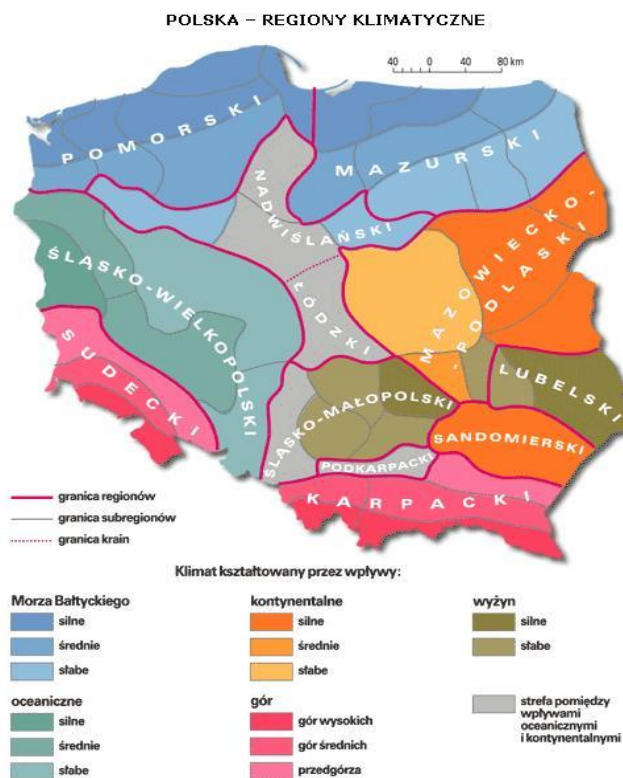 POLSKA – REGIONY KLIMATYCZNE
40 0 40 80 km
POMORSKI
MAZURSKI
NADWIŚLAŃSKI
MAZOWIECKO-
-PODLASKI
ŚLĄSKO-WIELKOPOLSKI
ŁÓDZKI
SUDECKI
LUBELSKI
ŚLĄSKO-MAŁOPOLSKI
SANDOMIERSKI
PODKARPACKI
KARPACKI
granica regionów
granica subregionów
granica krain
Klimat kształtowany przez wpływy:
Morza Bałtyckiego
silne
średnie
słabe
oceaniczne
silne
średnie
słabe
kontynentalne
silne
średnie
słabe
gór
gór wysokich
gór średnich
przedgórza
wyżyn
silne
słabe
strefa pomiędzy
wpływami
oceanicznymi
i kontynentalnymi